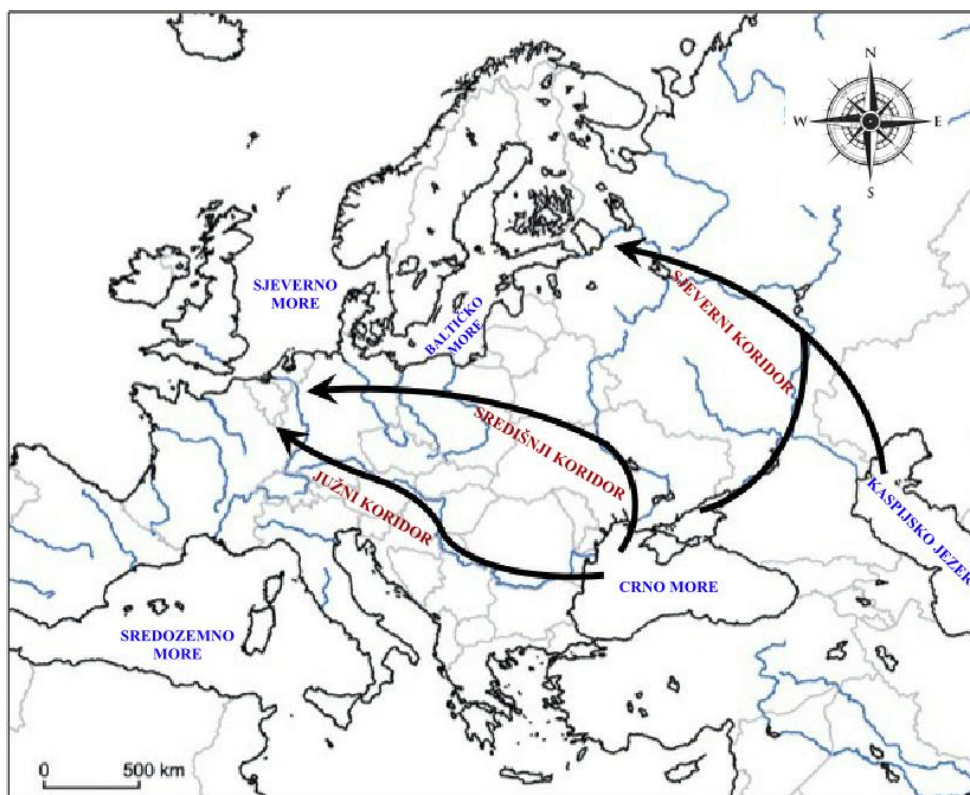 N
W E
S
SJEVERNO
MORE
BALTIČKO
MORE
SJEVERNI KORIDOR
SREDIŠNJI KORIDOR
JUŽNI KORIDOR
KASPIJSKO JEZER
CRNO MORE
SREDOZEMNO
MORE
0 500 km